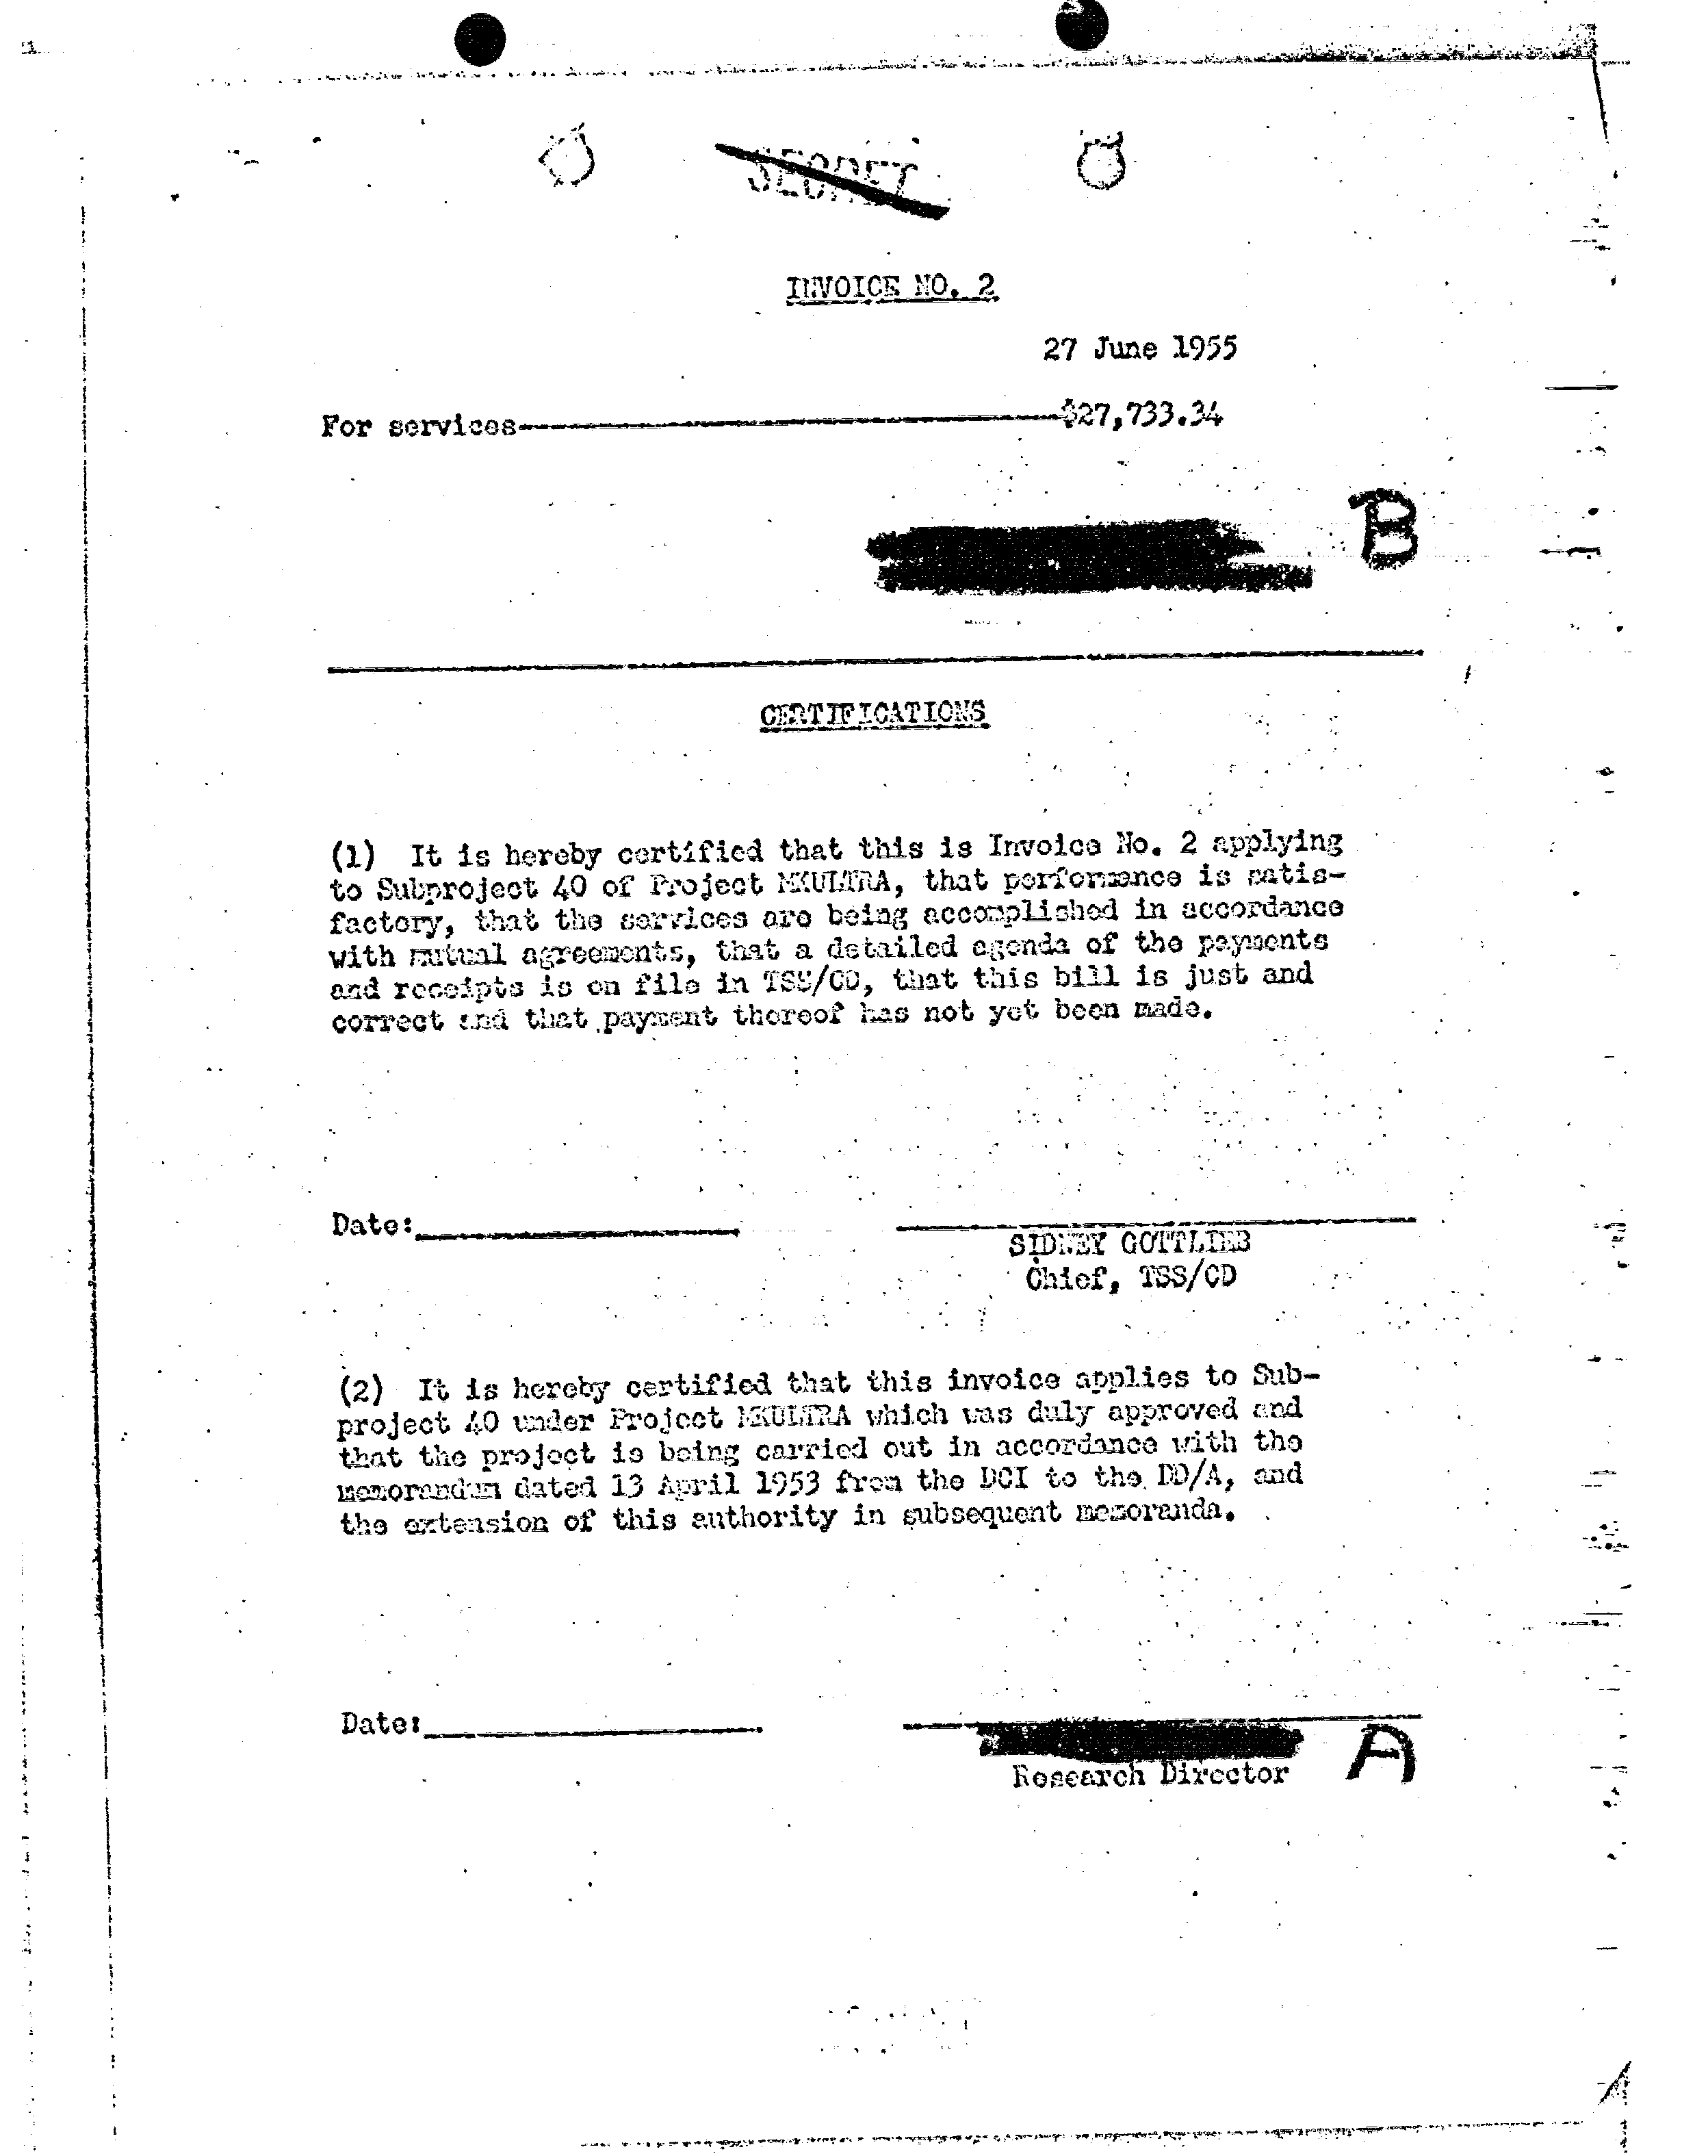 SECRET
INVOICE NO. 2
27 June 1955
For services $27,733.34
B
CERTIFICATIONS
(1) It is hereby certified that this is Invoice No. 2 applying
to Subproject 40 of Project MKULTRA, that performance is satis-
factory, that the services are being accomplished in accordance
with mutual agreements, that a detailed agenda of the payments
and receipts is on file in TSS/CD, that this bill is just and
correct and that payment thereof has not yet been made.
Date:
SIDNEY GOTTLIEB
Chief, TSS/CD
(2) It is hereby certified that this invoice applies to Sub-
project 40 under Project MKULTRA which was duly approved and
that the project is being carried out in accordance with the
memorandum dated 13 April 1953 from the DCI to the DD/A, and
the extension of this authority in subsequent memoranda.
Date:
Research Director
A